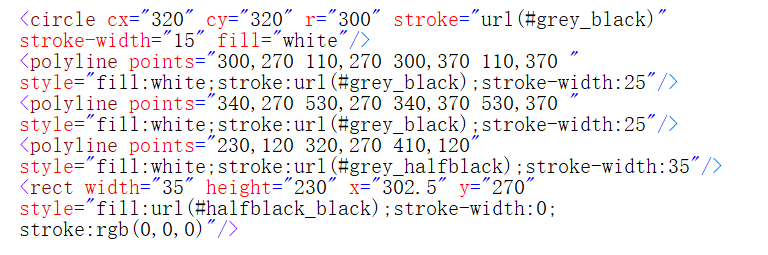 <circle cx="320" cy="320" r="300" stroke="url(#grey_black)"
stroke-width="15" fill="white"/>
<polyline points="300,270 110,270 300,370 110,370 "
style="fill:white;stroke:url(#grey_black);stroke-width:25"/>
<polyline points="340,270 530,270 340,370 530,370 "
style="fill:white;stroke:url(#grey_black);stroke-width:25"/>
<polyline points="230,120 320,270 410,120"
style="fill:white;stroke:url(#grey_halfblack);stroke-width:35"/>
<rect width="35" height="230" x="302.5" y="270"
style="fill:url(#halfblack_black);stroke-width:0;
stroke:rgb(0,0,0)"/>